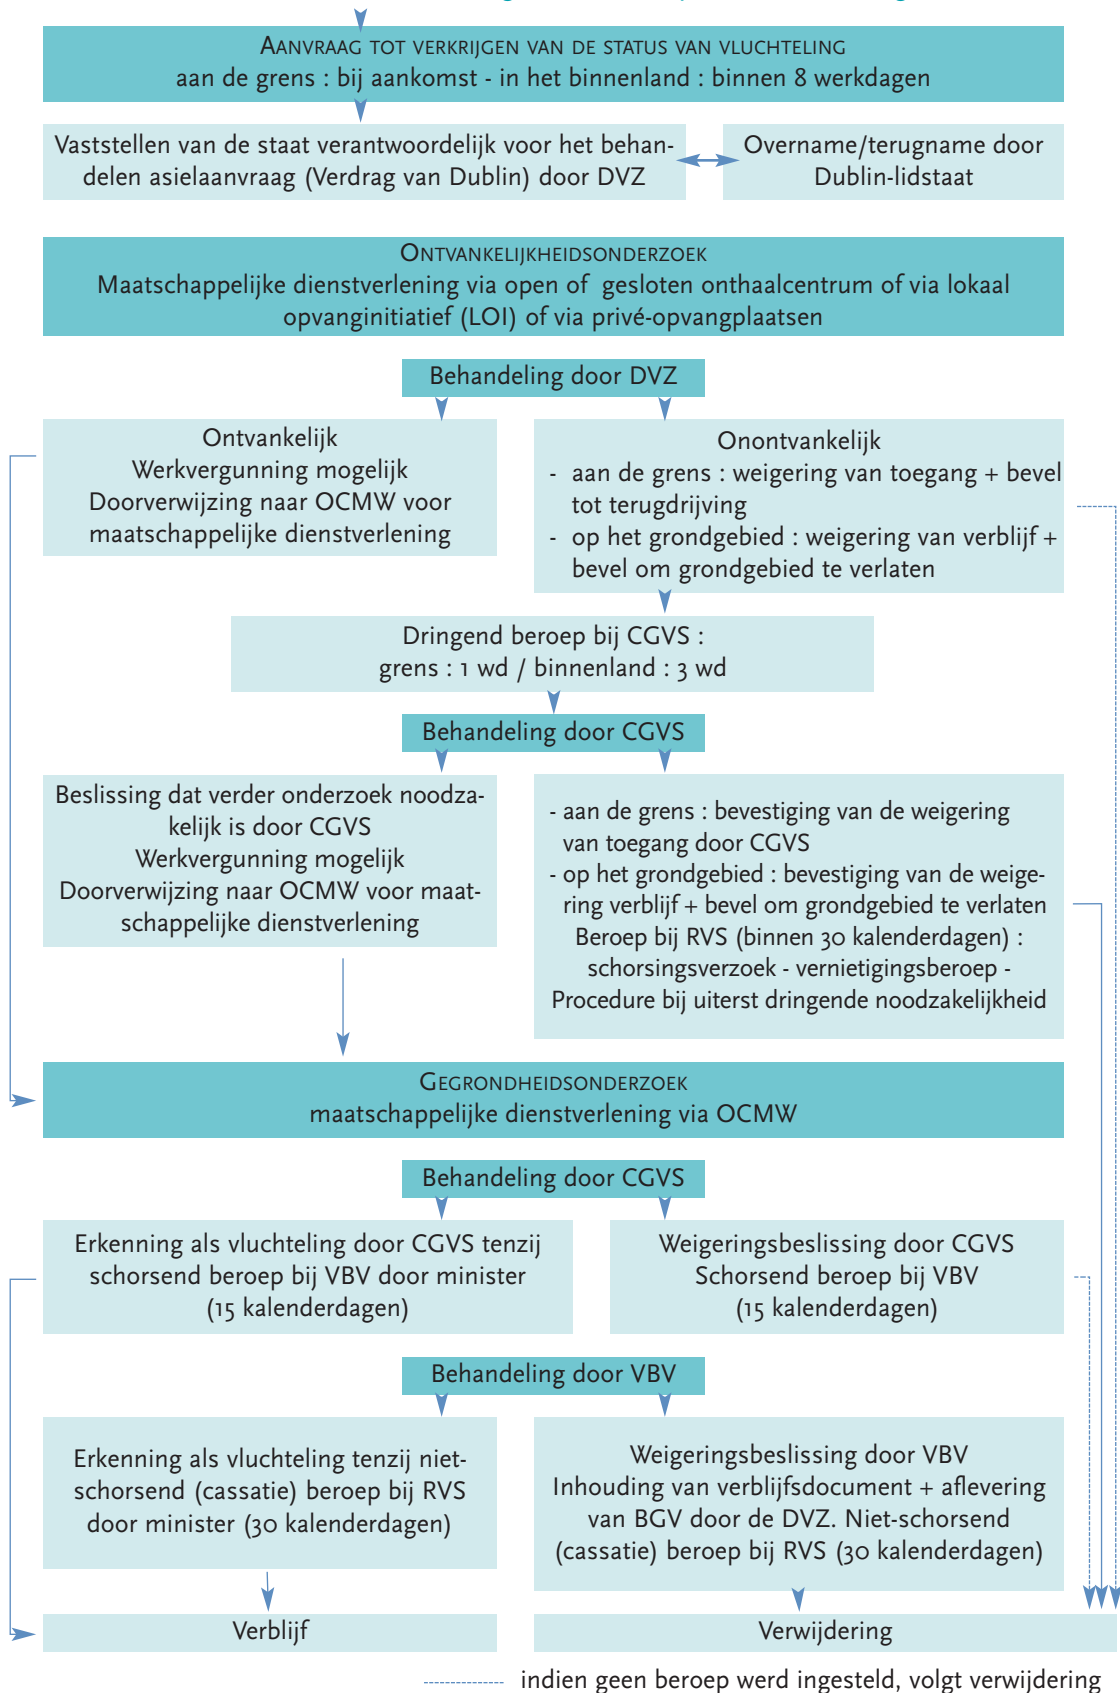 AANVRAAG TOT VERKRIJGEN VAN DE STATUS VAN VLUCHTELING
aan de grens : bij aankomst - in het binnenland : binnen 8 werkdagen
Vaststellen van de staat verantwoordelijk voor het behan-
delen asielaanvraag (Verdrag van Dublin) door DVZ
Overname/terugname door
Dublin-lidstaat
ONTVANKELIJKHEIDSONDERZOEK
Maatschappelijke dienstverlening via open of gesloten onthaalcentrum of via lokaal
opvanginitiatief (LOI) of via privé-opvangplaatsen
Behandeling door DVZ
Ontvankelijk
Werkvergunning mogelijk
Doorverwijzing naar OCMW voor
maatschappelijke dienstverlening
Onontvankelijk
- aan de grens : weigering van toegang + bevel
tot terugdrijving
- op het grondgebied : weigering van verblijf +
bevel om grondgebied te verlaten
Dringend beroep bij CGVS :
grens : 1 wd / binnenland : 3 wd
Behandeling door CGVS
Beslissing dat verder onderzoek noodza-
kelijk is door CGVS
Werkvergunning mogelijk
Doorverwijzing naar OCMW voor maat-
schappelijke dienstverlening
- aan de grens : bevestiging van de weigering
van toegang door CGVS
- op het grondgebied : bevestiging van de weige-
ring verblijf + bevel om grondgebied te verlaten
Beroep bij RVS (binnen 30 kalenderdagen) :
schorsingsverzoek - vernietigingsberoep -
Procedure bij uiterst dringende noodzakelijkheid
GEGRONDHEIDSONDERZOEK
maatschappelijke dienstverlening via OCMW
Behandeling door CGVS
Erkenning als vluchteling door CGVS tenzij
schorsend beroep bij VBV door minister
(15 kalenderdagen)
Weigeringsbeslissing door CGVS
Schorsend beroep bij VBV
(15 kalenderdagen)
Behandeling door VBV
Erkenning als vluchteling tenzij niet-
schorsend (cassatie) beroep bij RVS
door minister (30 kalenderdagen)
Weigeringsbeslissing door VBV
Inhouding van verblijfsdocument + aflevering
van BGV door de DVZ. Niet-schorsend
(cassatie) beroep bij RVS (30 kalenderdagen)
Verblijf
Verwijdering
indien geen beroep werd ingesteld, volgt verwijdering